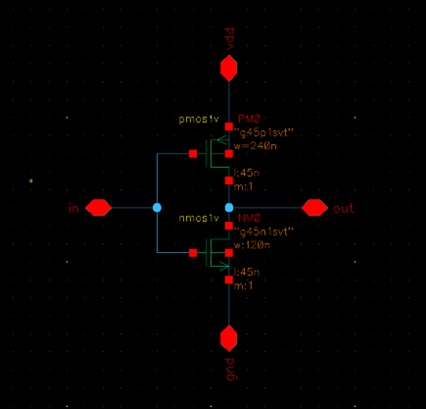 vdd
pmos1v
PM0
"g45p1svt"
w=240n
l:45n
m:1
in
out
nmos1v
NM0
"g45n1svt"
w:120n
l:45n
m:1
gnd